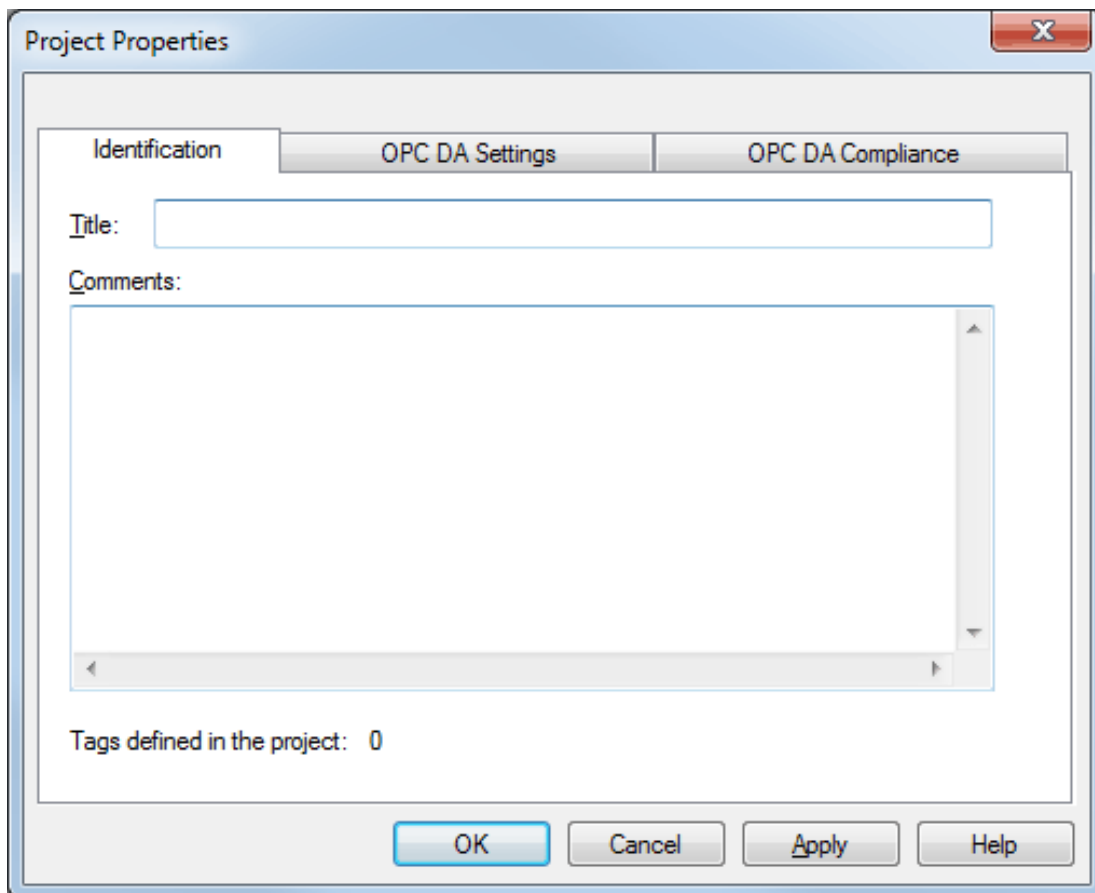 Project Properties
Identification OPC DA Settings OPC DA Compliance
Title:
Comments:
Tags defined in the project: 0
OK Cancel Apply Help